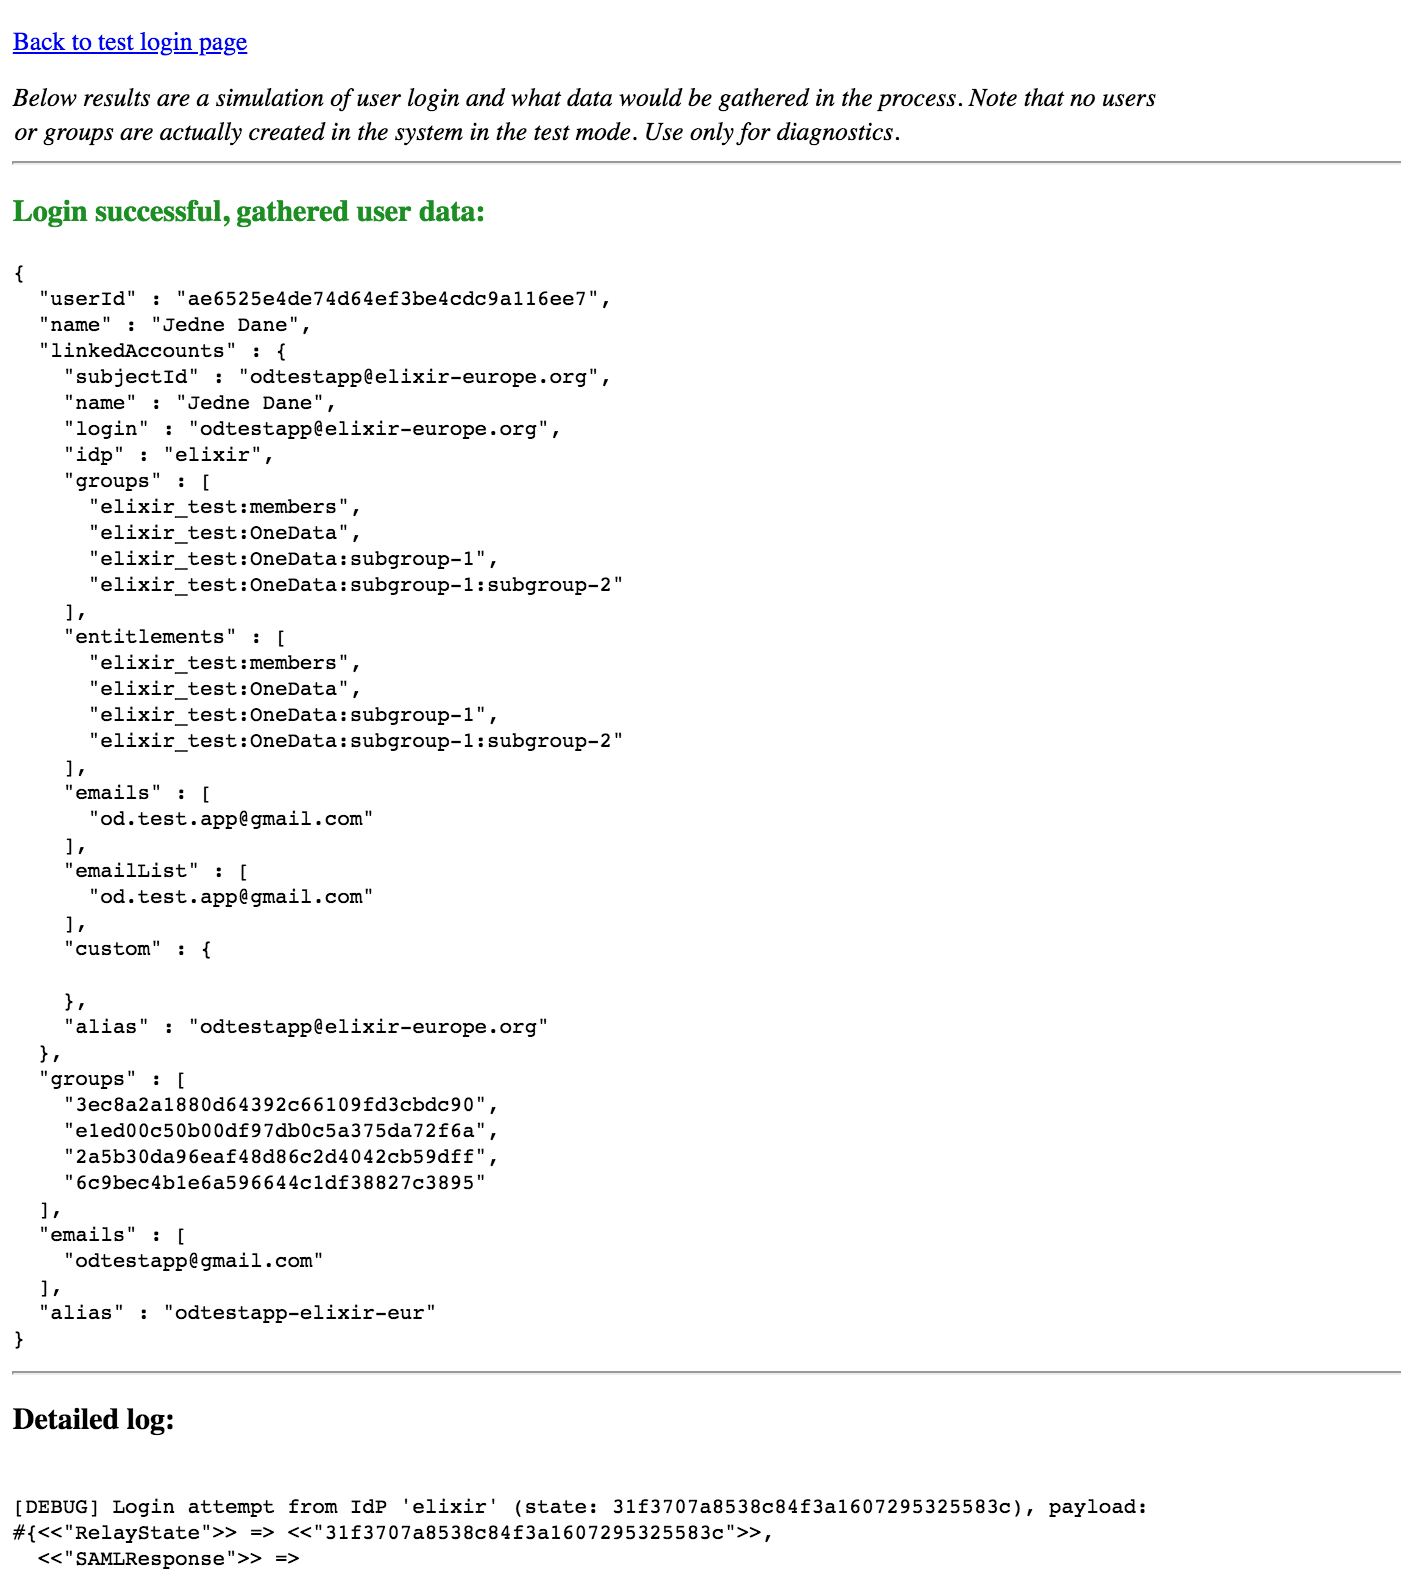 Back to test login page
Below results are a simulation of user login and what data would be gathered in the process. Note that no users
or groups are actually created in the system in the test mode. Use only for diagnostics.
Login successful, gathered user data:
{
  "userId" : "ae6525e4de74d64ef3be4cdc9a116ee7",
  "name" : "Jedne Dane",
  "linkedAccounts" : {
    "subjectId" : "odtestapp@elixir-europe.org",
    "name" : "Jedne Dane",
    "login" : "odtestapp@elixir-europe.org",
    "idp" : "elixir",
    "groups" : [
      "elixir_test:members",
      "elixir_test:OneData",
      "elixir_test:OneData:subgroup-1",
      "elixir_test:OneData:subgroup-1:subgroup-2"
    ],
    "entitlements" : [
      "elixir_test:members",
      "elixir_test:OneData",
      "elixir_test:OneData:subgroup-1",
      "elixir_test:OneData:subgroup-1:subgroup-2"
    ],
    "emails" : [
      "od.test.app@gmail.com"
    ],
    "emailList" : [
      "od.test.app@gmail.com"
    ],
    "custom" : {
    },
    "alias" : "odtestapp@elixir-europe.org"
  },
  "groups" : [
    "3ec8a2a1880d64392c66109fd3cbdc90",
    "e1ed00c50b00df97db0c5a375da72f6a",
    "2a5b30da96eaf48d86c2d4042cb59dff",
    "6c9bec4b1e6a596644c1df38827c3895"
  ],
  "emails" : [
    "odtestapp@gmail.com"
  ],
  "alias" : "odtestapp-elixir-eur"
}
Detailed log:
[DEBUG] Login attempt from IdP 'elixir' (state: 31f3707a8538c84f3a1607295325583c), payload:
#{<<"RelayState">> => <<"31f3707a8538c84f3a1607295325583c">>,
  <<"SAMLResponse">> =>